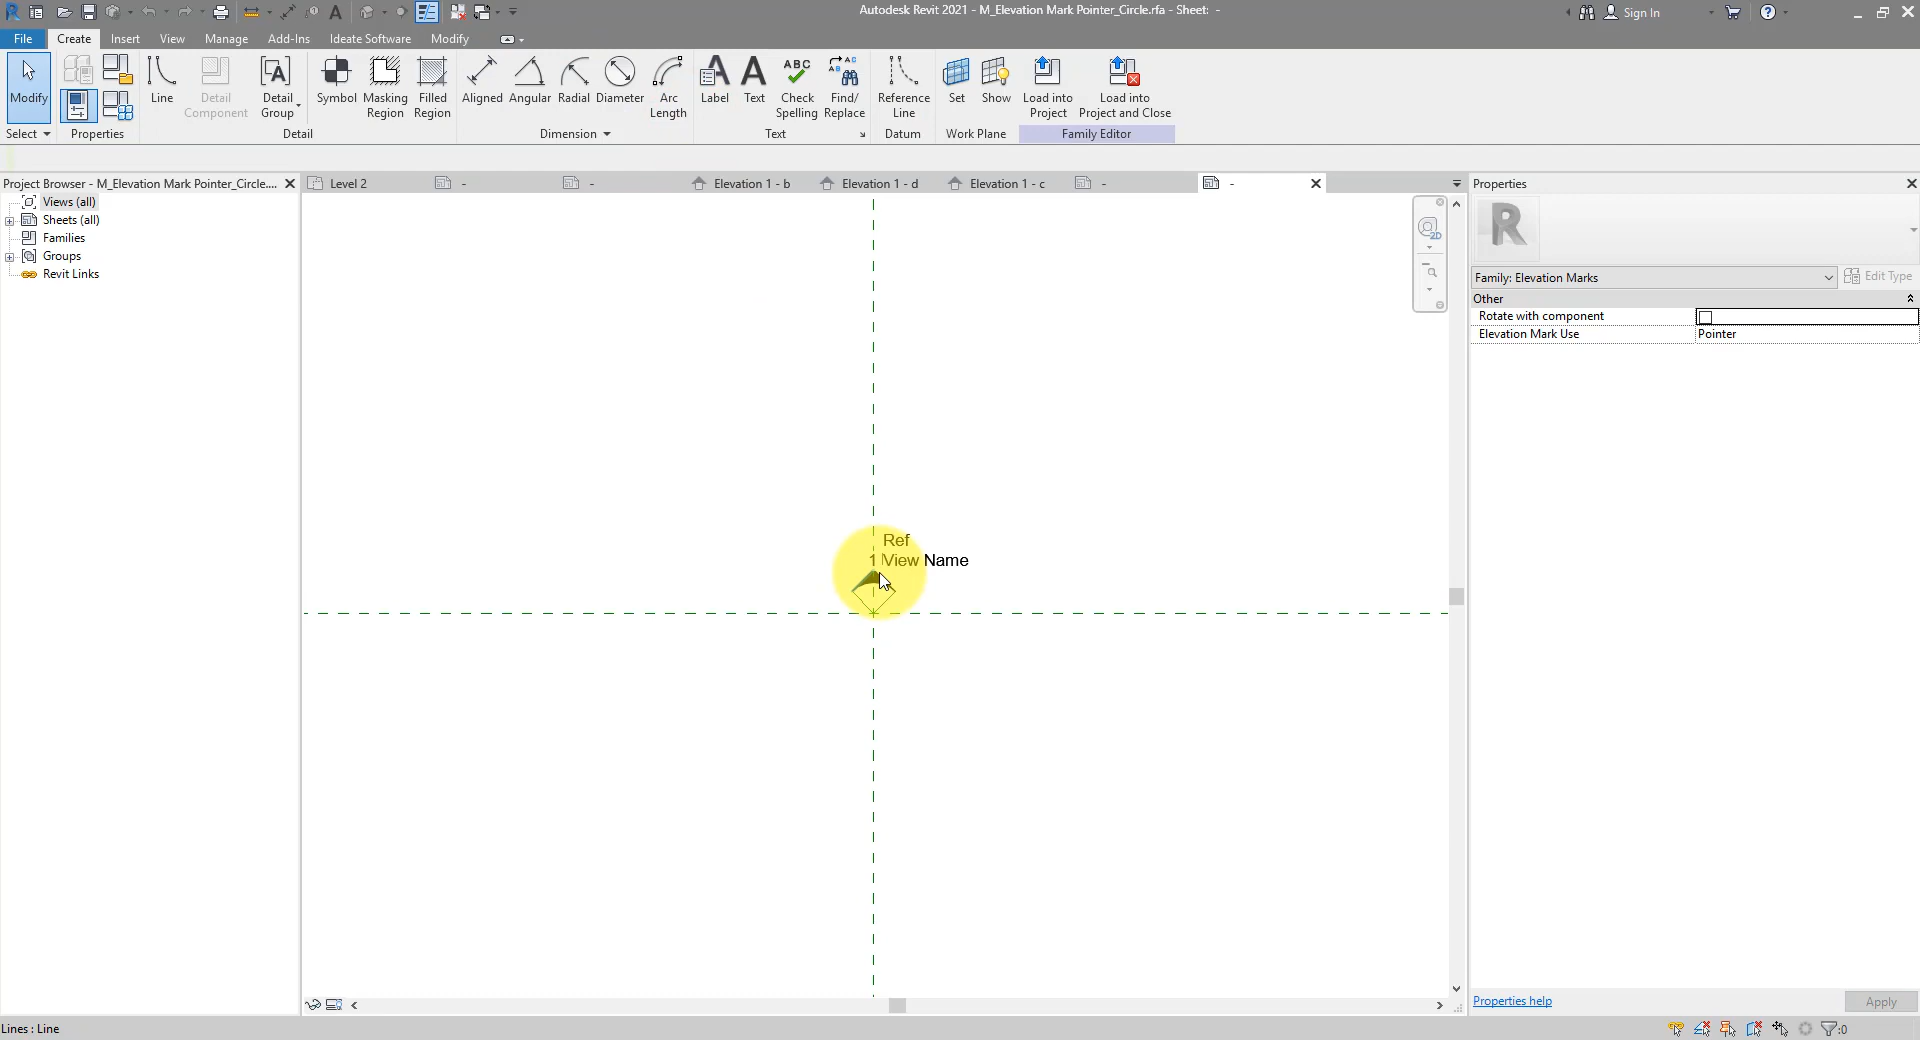 Autodesk Revit 2021 - M_Elevation Mark Pointer_Circle.rfa - Sheet: -
Sign In
File Create Insert View Manage Add-Ins Ideate Software Modify
Modify
Line
Detail Component
Detail Group
Symbol
Masking Region
Filled Region
Aligned
Angular
Radial
Diameter
Arc Length
Label
Text
Check Spelling
Find/ Replace
Reference Line
Set
Show
Load into Project
Load into Project and Close
Select
Properties
Detail
Dimension
Text
Datum
Work Plane
Family Editor
Project Browser - M_Elevation Mark Pointer_Circle....
Level 2
-
-
Elevation 1 - b
Elevation 1 - d
Elevation 1 - c
-
-
Properties
Views (all)
Sheets (all)
Families
Groups
Revit Links
2D
Family: Elevation Marks
Edit Type
Other
Rotate with component
Elevation Mark Use Pointer
Ref
1 View Name
Properties help
Apply
Lines : Line
:0